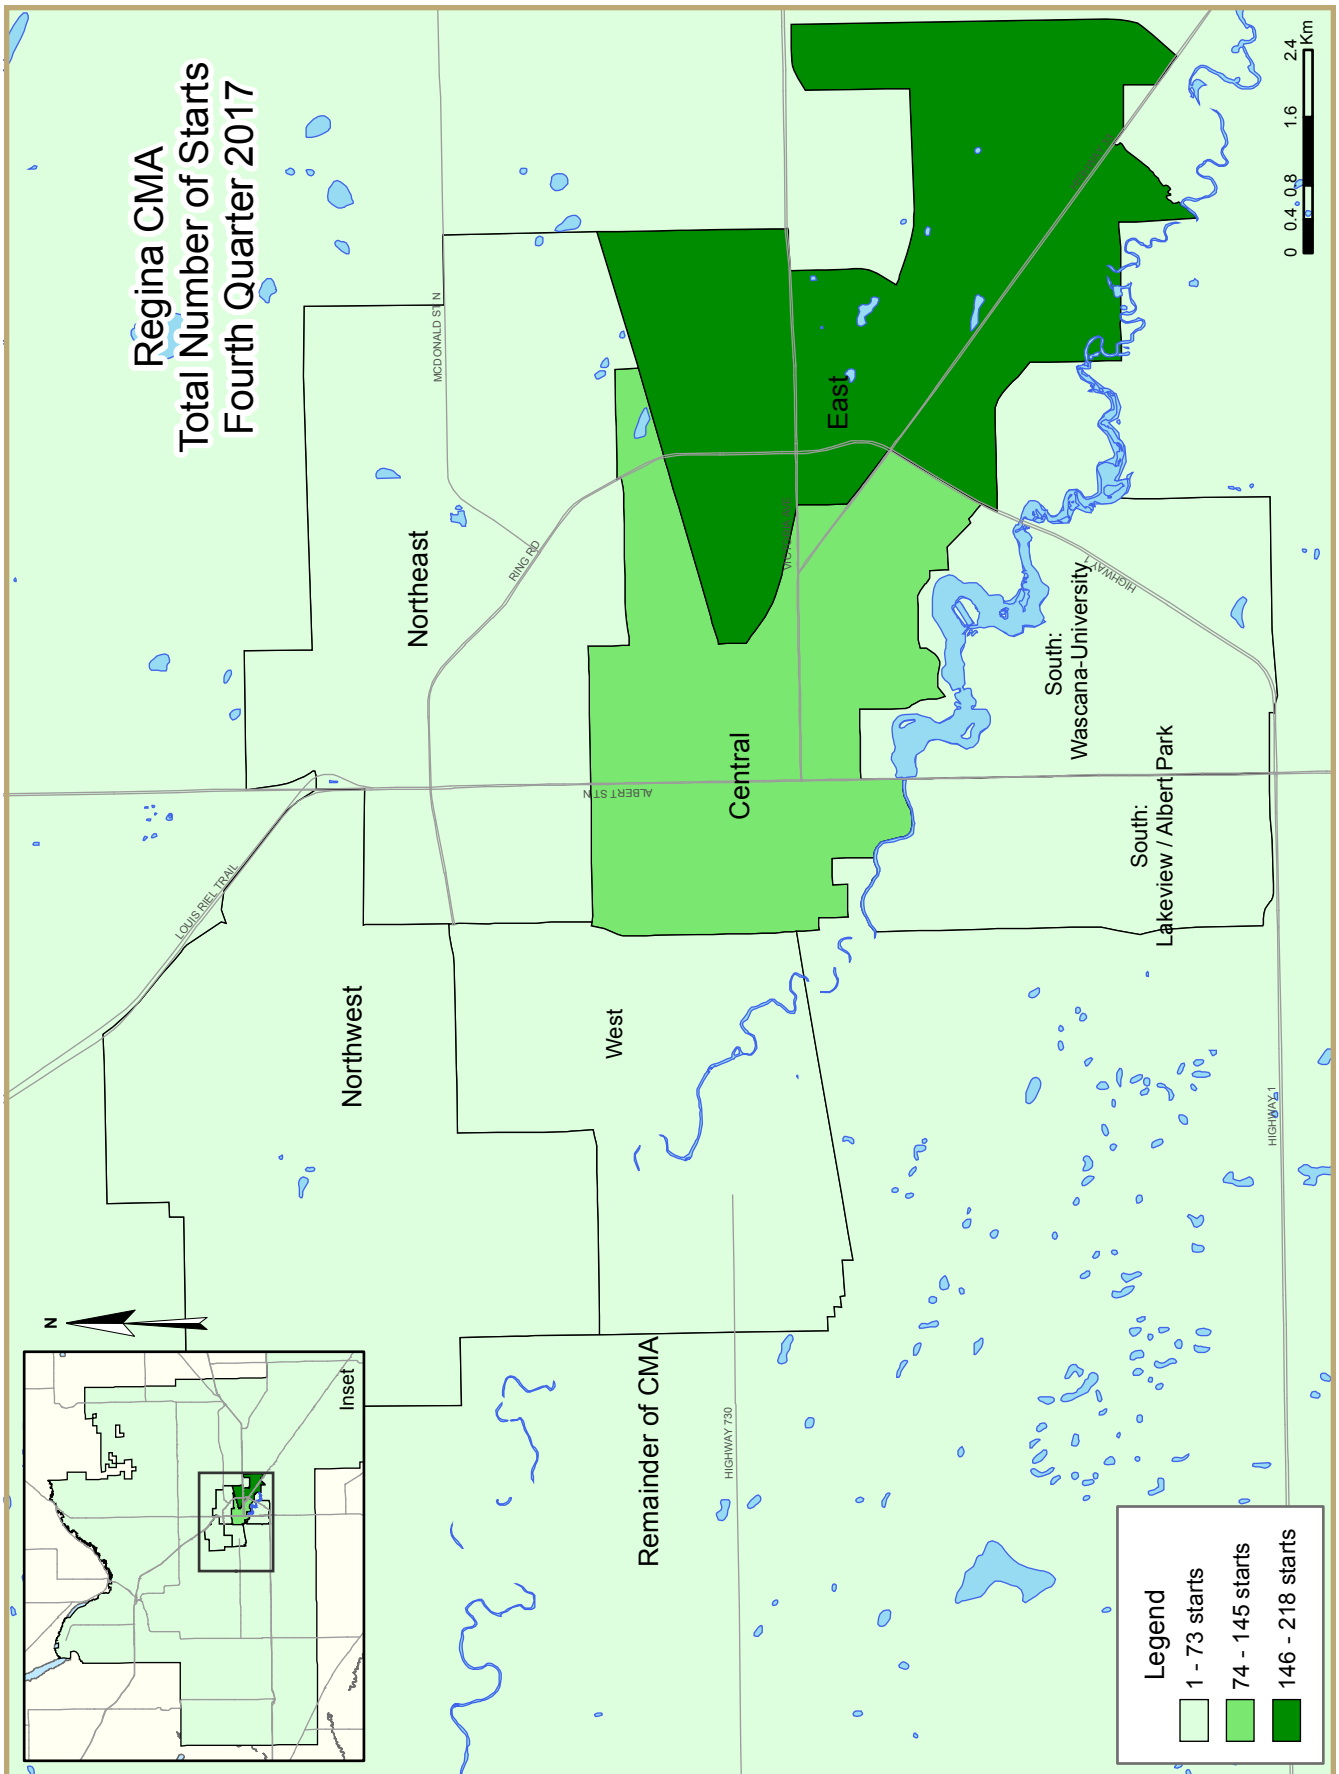 Regina CMA
Total Number of Starts
Fourth Quarter 2017
N
Inset
LOUIS RIEL TRAIL
MCDONALD ST N
Northwest
Northeast
RING RD
West
ALBERT ST N
Central
East
Remainder of CMA
HIGHWAY 730
South:
Wascana-University
South:
Lakeview / Albert Park
HIGHWAY 1
HIGHWAY 1
Legend
1 - 73 starts
74 - 145 starts
146 - 218 starts
0 0.4 0.8 1.6 2.4
Km